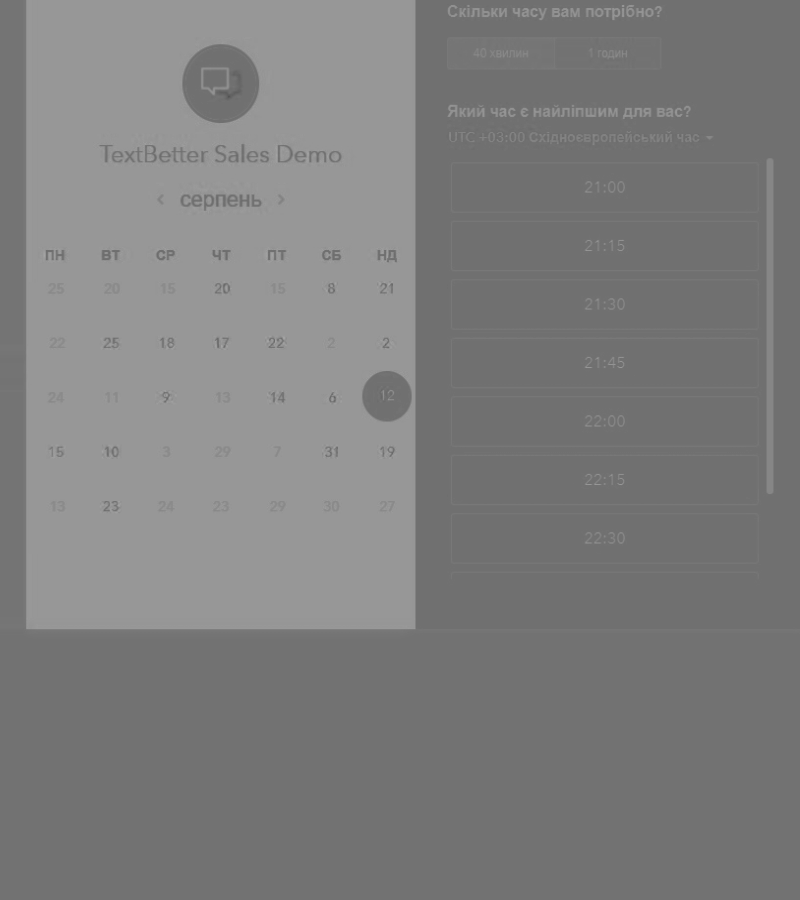 TextBetter Sales Demo
серпень
ПН ВТ СР ЧТ ПТ СБ НД
25 20 15 20 15 8 21
22 25 18 17 22 2 2
24 11 9 13 14 6 12
15 10 3 29 7 31 19
13 23 24 23 29 30 27
Скільки часу вам потрібно?
40 хвилин 1 годин
Який час є найліпшим для вас?
UTC +03:00 Східноєвропейський час
21:00
21:15
21:30
21:45
22:00
22:15
22:30